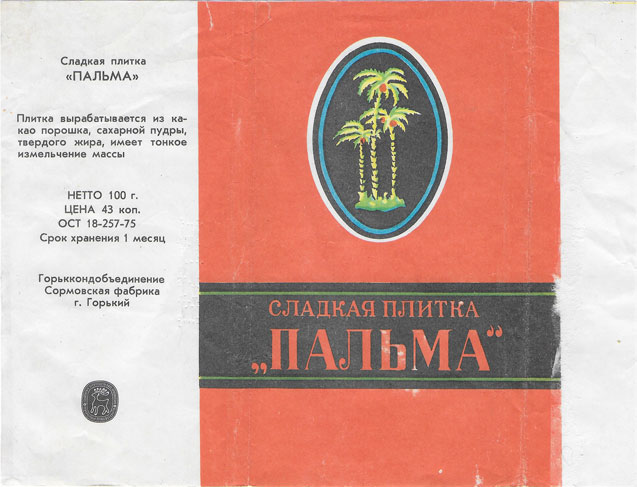 Сладкая плитка
«ПАЛЬМА»
Плитка вырабатывается из ка-
као порошка, сахарной пудры,
твердого жира, имеет тонкое
измельчение массы
НЕТТО 100 г.
ЦЕНА 43 коп.
ОСТ 18-257-75
Срок хранения 1 месяц
Горьккондобъединение
Сормовская фабрика
г. Горький
СЛАДКАЯ ПЛИТКА
„ПАЛЬМА“